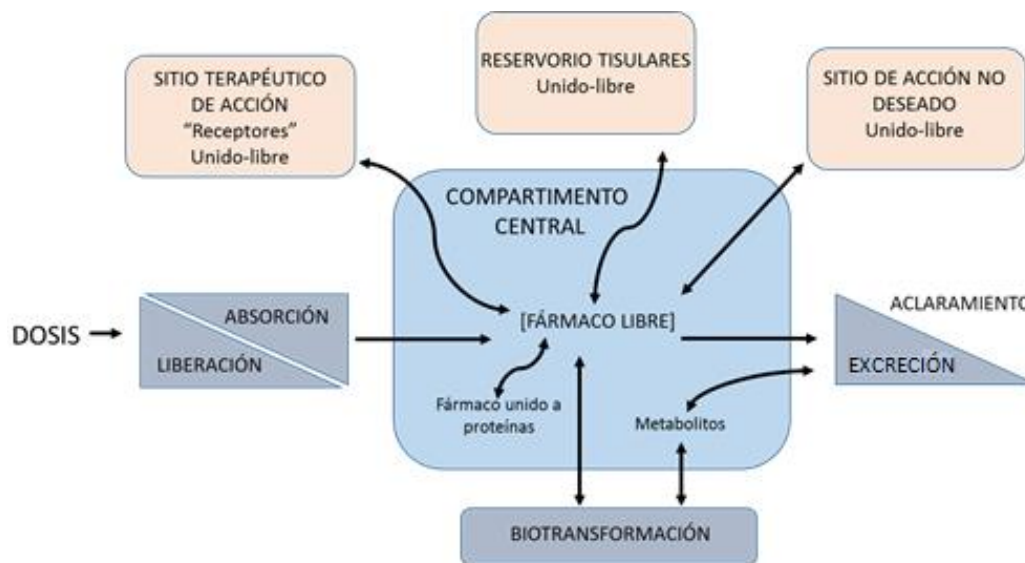 SITIO TERAPÉUTICO
DE ACCIÓN
“Receptores”
Unido-libre
RESERVORIO TISULARES
Unido-libre
SITIO DE ACCIÓN NO
DESEADO
Unido-libre
COMPARTIMENTO
CENTRAL
DOSIS
ABSORCIÓN
LIBERACIÓN
[FÁRMACO LIBRE]
ACLARAMIENTO
EXCRECIÓN
Fármaco unido a
proteínas
Metabolitos
BIOTRANSFORMACIÓN